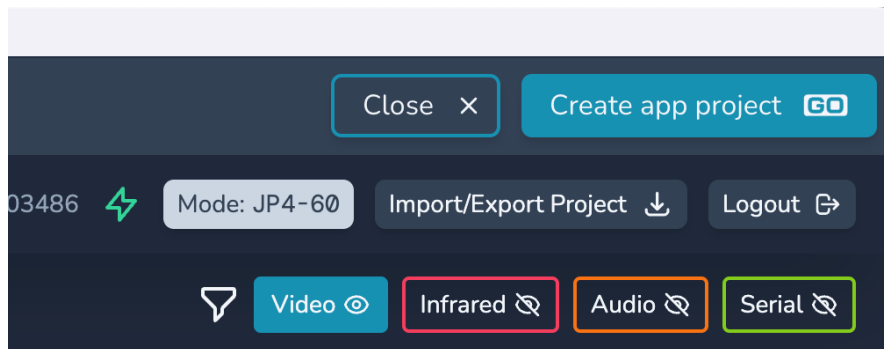 Close Create app project GO
03486 Mode: JP4-60 Import/Export Project Logout
Video Infrared Audio Serial